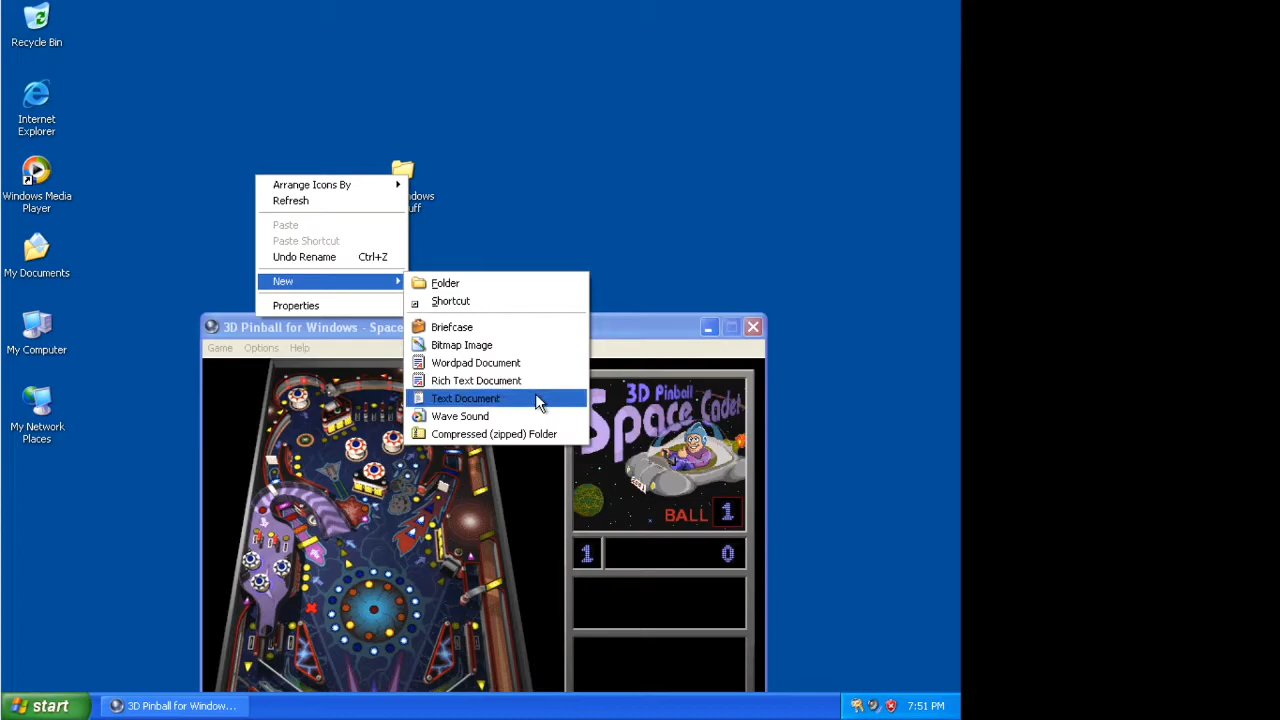 Recycle Bin
Internet
Explorer
Windows Media
Player
My Documents
My Computer
My Network
Places
Arrange Icons By
Refresh
Paste
Paste Shortcut
Undo Rename Ctrl+Z
New
Properties
Folder
Shortcut
Briefcase
Bitmap Image
Wordpad Document
Rich Text Document
Text Document
Wave Sound
Compressed (zipped) Folder
3D Pinball for Windows - Space
Game Options Help
3D Pinball
Space Cadet
BALL 1
1 0
start
3D Pinball for Window...
7:51 PM